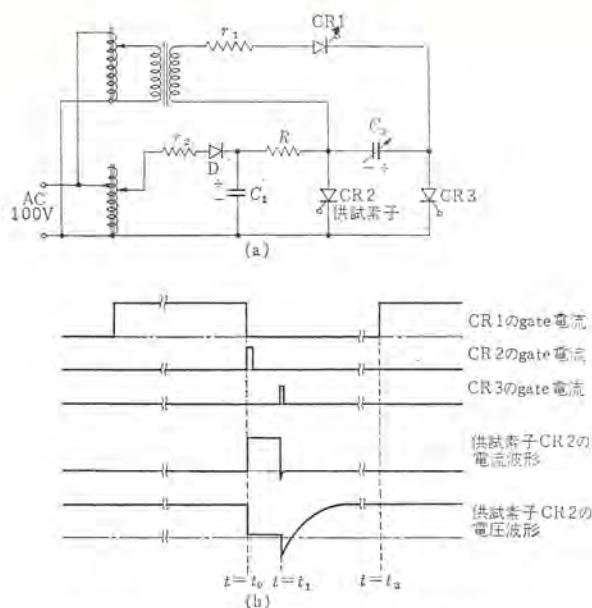 CR1
r₁
r₂
D
R
C₂
- ÷
÷
-
C₁
AC
100V
CR2
供試素子
CR3
(a)
CR1のgate電流
CR2のgate電流
CR3のgate電流
供試素子CR2の
電流波形
供試素子CR2の
電圧波形
t=t₀
t=t₁
t=t₂
(b)